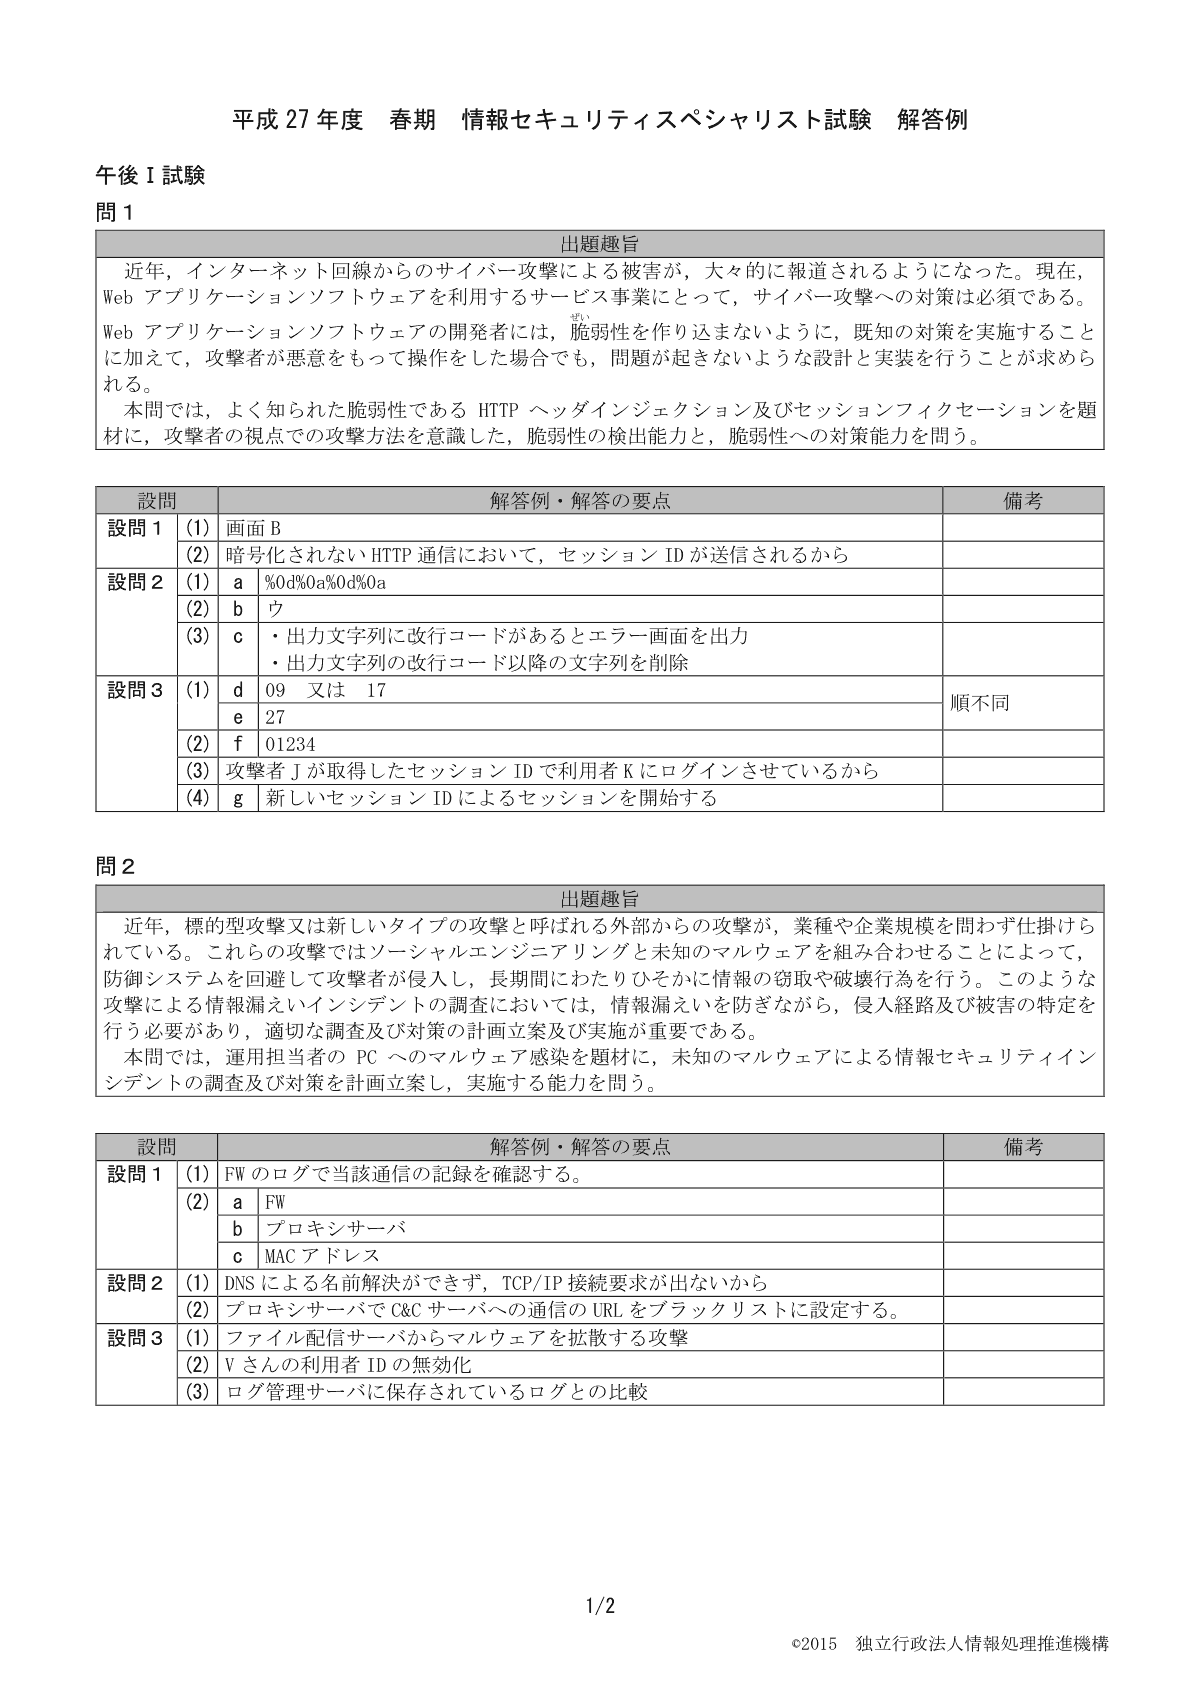 平成 27 年度　春期　情報セキュリティスペシャリスト試験　解答例
午後Ⅰ試験
問１
出題趣旨
近年，インターネット回線からのサイバー攻撃による被害が，大々的に報道されるようになった。現在，
Web アプリケーションソフトウェアを利用するサービス事業にとって，サイバー攻撃への対策は必須である。
ぜい
Web アプリケーションソフトウェアの開発者には，脆弱性を作り込まないように，既知の対策を実施すること
に加えて，攻撃者が悪意をもって操作をした場合でも，問題が起きないような設計と実装を行うことが求めら
れる。
本問では，よく知られた脆弱性である HTTP ヘッダインジェクション及びセッションフィクセーションを題
材に，攻撃者の視点での攻撃方法を意識した，脆弱性の検出能力と，脆弱性への対策能力を問う。
設問 解答例・解答の要点 備考
設問１ (1) 画面 B
(2) 暗号化されない HTTP 通信において，セッション ID が送信されるから
設問２ (1) a %0d%0a%0d%0a
(2) b ウ
(3) c ・出力文字列に改行コードがあるとエラー画面を出力
・出力文字列の改行コード以降の文字列を削除
設問３ (1) d 09　又は　17 順不同
e 27
(2) f 01234
(3) 攻撃者 J が取得したセッション ID で利用者 K にログインさせているから
(4) g 新しいセッション ID によるセッションを開始する
問２
出題趣旨
近年，標的型攻撃又は新しいタイプの攻撃と呼ばれる外部からの攻撃が，業種や企業規模を問わず仕掛けら
れている。これらの攻撃ではソーシャルエンジニアリングと未知のマルウェアを組み合わせることによって，
防御システムを回避して攻撃者が侵入し，長期間にわたりひそかに情報の窃取や破壊行為を行う。このような
攻撃による情報漏えいインシデントの調査においては，情報漏えいを防ぎながら，侵入経路及び被害の特定を
行う必要があり，適切な調査及び対策の計画立案及び実施が重要である。
本問では，運用担当者の PC へのマルウェア感染を題材に，未知のマルウェアによる情報セキュリティイン
シデントの調査及び対策を計画立案し，実施する能力を問う。
設問 解答例・解答の要点 備考
設問１ (1) FW のログで当該通信の記録を確認する。
(2) a FW
b プロキシサーバ
c MAC アドレス
設問２ (1) DNS による名前解決ができず，TCP/IP 接続要求が出ないから
(2) プロキシサーバで C&C サーバへの通信の URL をブラックリストに設定する。
設問３ (1) ファイル配信サーバからマルウェアを拡散する攻撃
(2) V さんの利用者 ID の無効化
(3) ログ管理サーバに保存されているログとの比較
1/2
©2015　独立行政法人情報処理推進機構